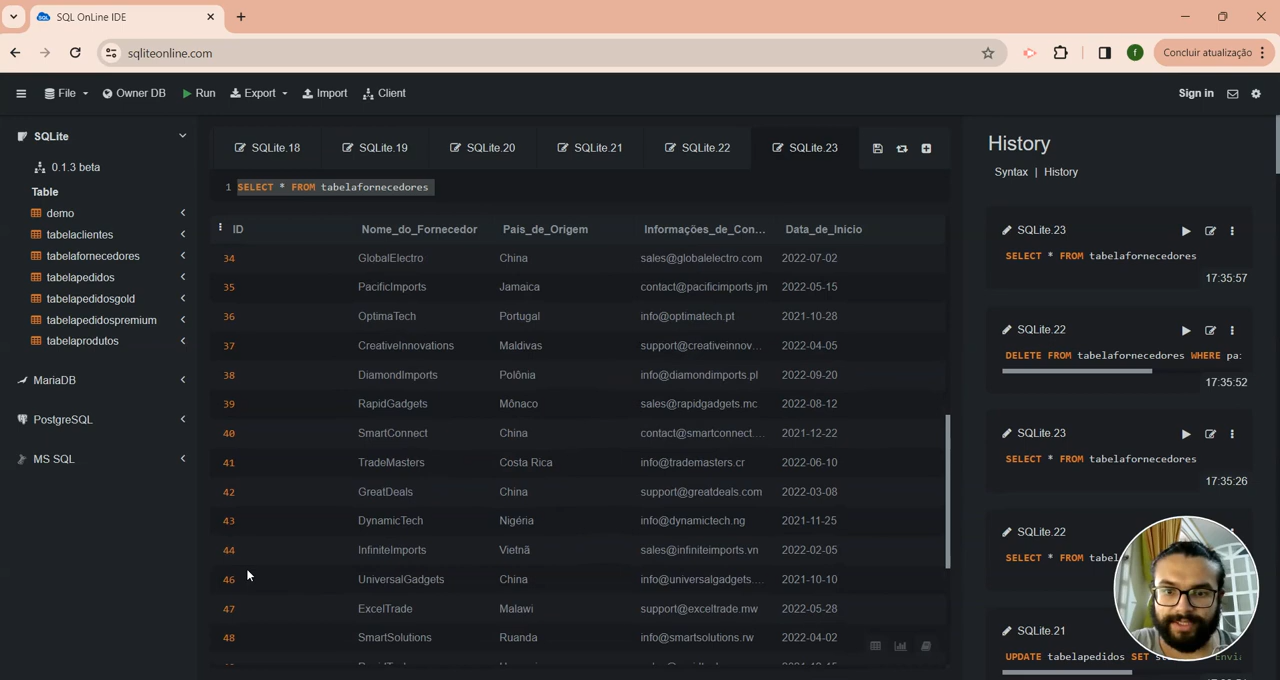 SQL OnLine IDE
sqliteonline.com
Concluir atualização
File
Owner DB
Run
Export
Import
Client
Sign in
SQLite
0.1.3 beta
Table
demo
tabelaclientes
tabelafornecedores
tabelapedidos
tabelapedidosgold
tabelapedidospremium
tabelaprodutos
MariaDB
PostgreSQL
MS SQL
SQLite.18
SQLite.19
SQLite.20
SQLite.21
SQLite.22
SQLite.23
1 SELECT * FROM tabelafornecedores
ID Nome_do_Fornecedor País_de_Origem Informações_de_Con... Data_de_Início
34 GlobalElectro China sales@globalelectro.com 2022-07-02
35 PacificImports Jamaica contact@pacificimports.jm 2022-05-15
36 OptimaTech Portugal info@optimatech.pt 2021-10-28
37 CreativeInnovations Maldivas support@creativeinnov... 2022-04-05
38 DiamondImports Polônia info@diamondimports.pl 2022-09-20
39 RapidGadgets Mônaco sales@rapidgadgets.mc 2022-08-12
40 SmartConnect China contact@smartconnect.... 2021-12-22
41 TradeMasters Costa Rica info@trademasters.cr 2022-06-10
42 GreatDeals China support@greatdeals.com 2022-03-08
43 DynamicTech Nigéria info@dynamictech.ng 2021-11-25
44 InfiniteImports Vietnã sales@infiniteimports.vn 2022-02-05
46 UniversalGadgets China info@universalgadgets.... 2021-10-10
47 ExcelTrade Malawi support@exceltrade.mw 2022-05-28
48 SmartSolutions Ruanda info@smartsolutions.rw 2022-04-02
History
Syntax | History
SQLite.23
SELECT * FROM tabelafornecedores
17:35:57
SQLite.22
DELETE FROM tabelafornecedores WHERE pa
17:35:52
SQLite.23
SELECT * FROM tabelafornecedores
17:35:26
SQLite.22
SELECT * FROM tabel
SQLite.21
UPDATE tabelapedidos SET